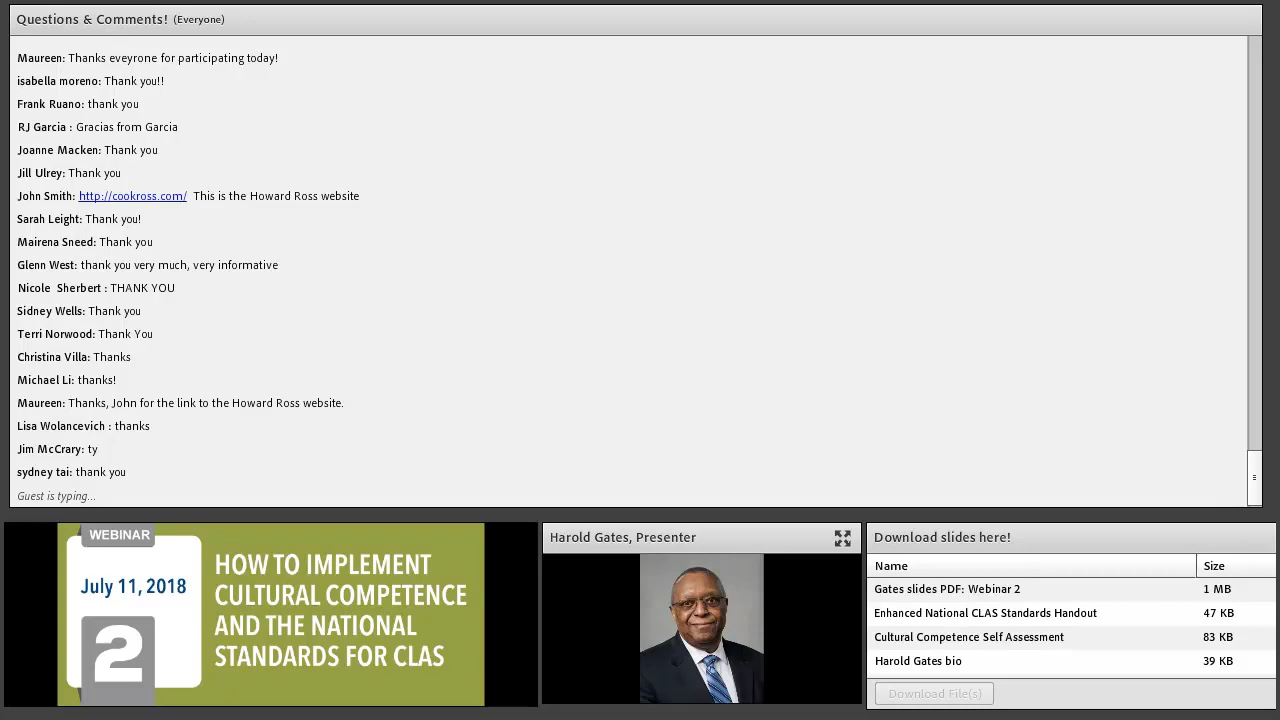 Questions & Comments! (Everyone)
Maureen: Thanks eveyrone for participating today!
isabella moreno: Thank you!!
Frank Ruano: thank you
RJ Garcia : Gracias from Garcia
Joanne Macken: Thank you
Jill Ulrey: Thank you
John Smith: http://cookross.com/ This is the Howard Ross website
Sarah Leight: Thank you!
Mairena Sneed: Thank you
Glenn West: thank you very much, very informative
Nicole Sherbert : THANK YOU
Sidney Wells: Thank you
Terri Norwood: Thank You
Christina Villa: Thanks
Michael Li: thanks!
Maureen: Thanks, John for the link to the Howard Ross website.
Lisa Wolancevich : thanks
Jim McCrary: ty
sydney tai: thank you
Guest is typing...
WEBINAR
July 11, 2018
2
HOW TO IMPLEMENT
CULTURAL COMPETENCE
AND THE NATIONAL
STANDARDS FOR CLAS
Harold Gates, Presenter
Download slides here!
Name Size
Gates slides PDF: Webinar 2 1 MB
Enhanced National CLAS Standards Handout 47 KB
Cultural Competence Self Assessment 83 KB
Harold Gates bio 39 KB
Download File(s)